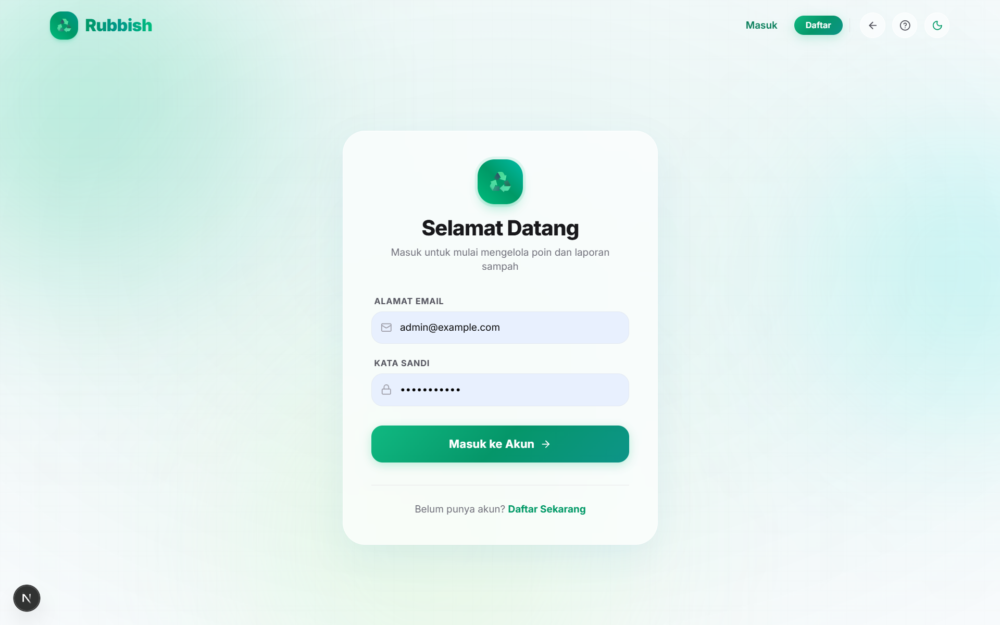 Rubbish
Masuk
Daftar
Selamat Datang
Masuk untuk mulai mengelola poin dan laporan
sampah
ALAMAT EMAIL
admin@example.com
KATA SANDI
•••••••••••
Masuk ke Akun
Belum punya akun? Daftar Sekarang
N